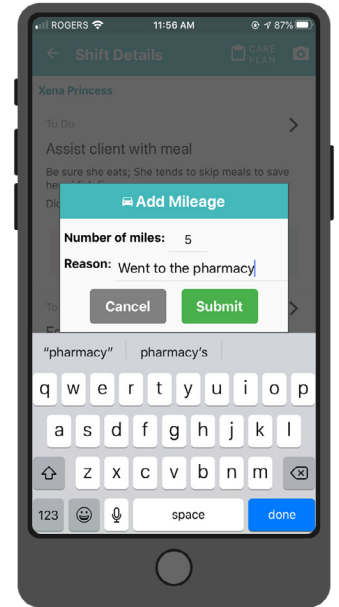 ROGERS 11:56 AM 87%
Shift Details CARE PLAN
Xena Princess
To Do
Assist client with meal
Be sure she eats; She tends to skip meals to save
Add Mileage
Number of miles: 5
Reason: Went to the pharmacy
Cancel Submit
"pharmacy" pharmacy's
q w e r t y u i o p
a s d f g h j k l
z x c v b n m
123 space done